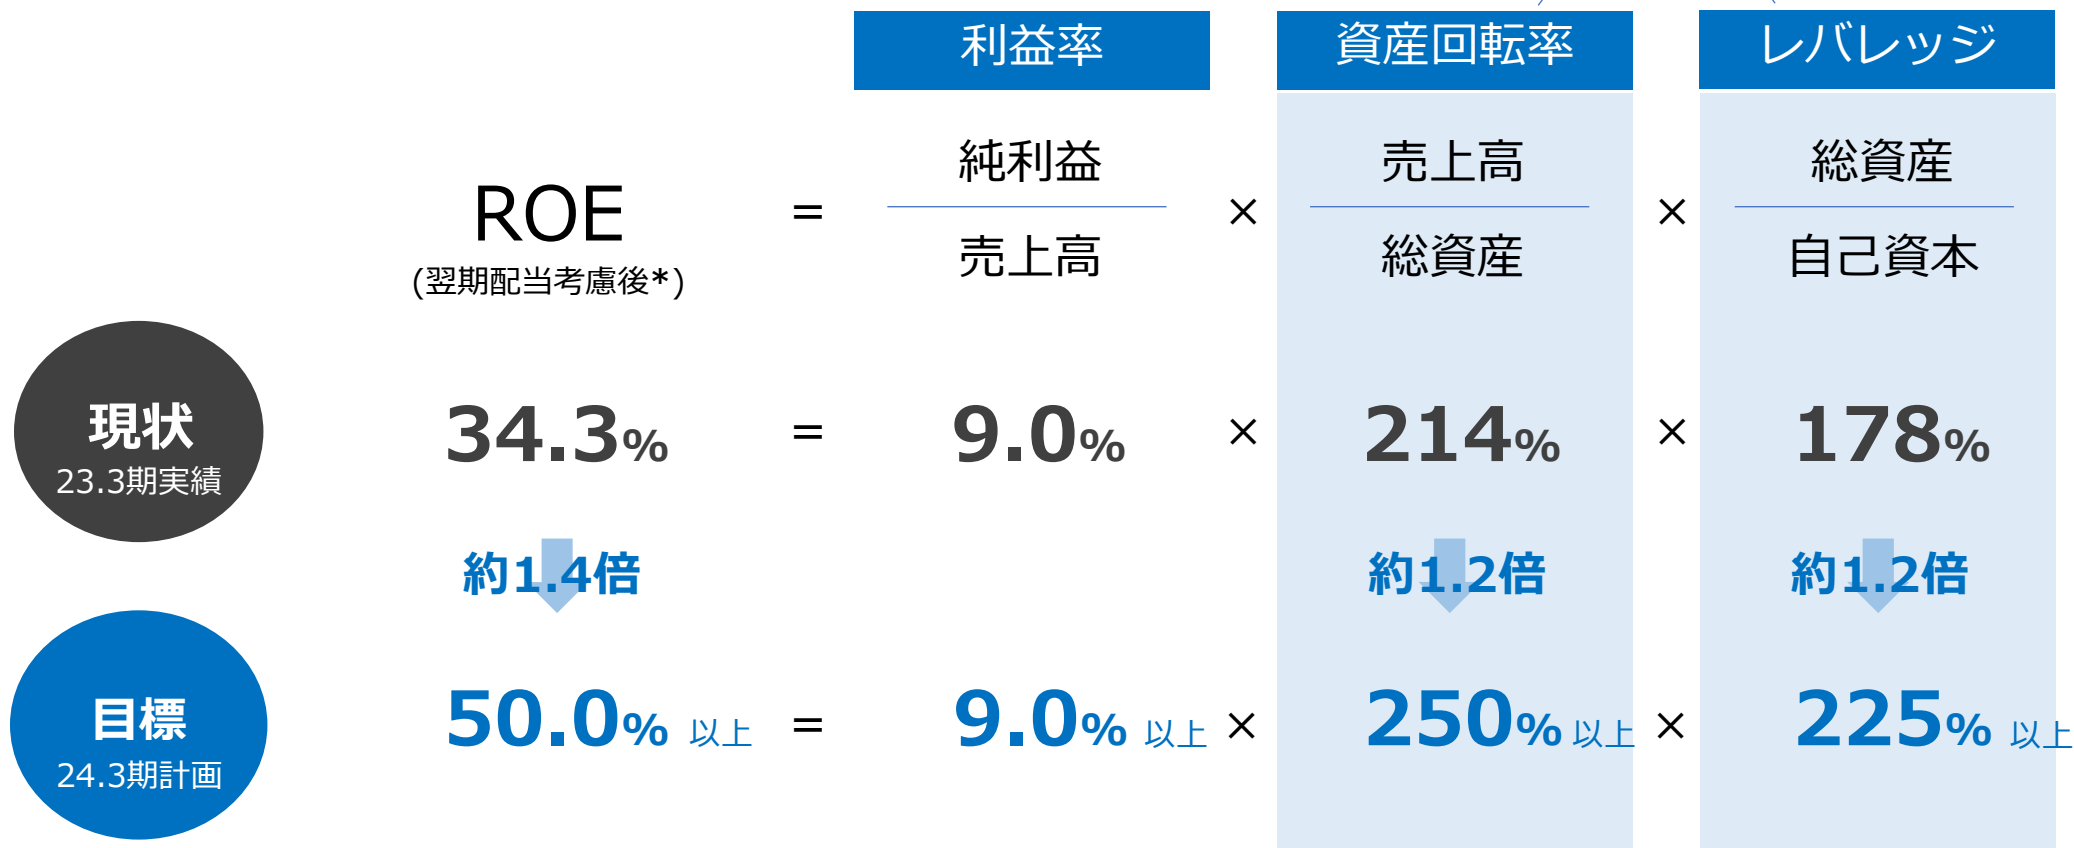 利益率 資産回転率 レバレッジ
純利益 売上高 総資産
ROE = × ×
売上高 総資産 自己資本
(翌期配当考慮後*)
現状
34.3% = 9.0% × 214% × 178%
23.3期実績
約1.4倍 約1.2倍 約1.2倍
目標
50.0% 以上 = 9.0% 以上 × 250% 以上 × 225% 以上
24.3期計画